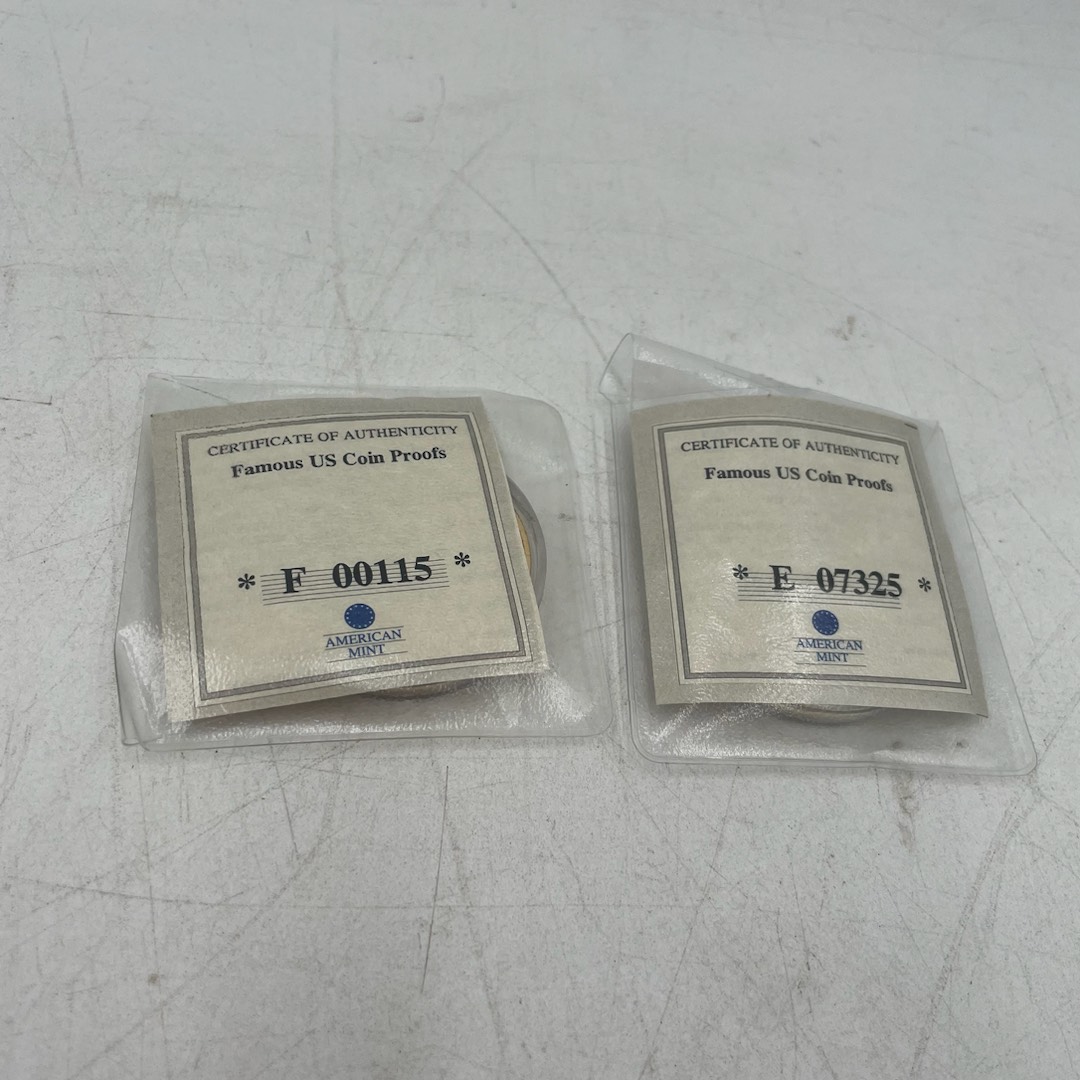 CERTIFICATE OF AUTHENTICITY
Famous US Coin Proofs
* F 00115 *
AMERICAN
MINT
CERTIFICATE OF AUTHENTICITY
Famous US Coin Proofs
* E 07325 *
AMERICAN
MINT